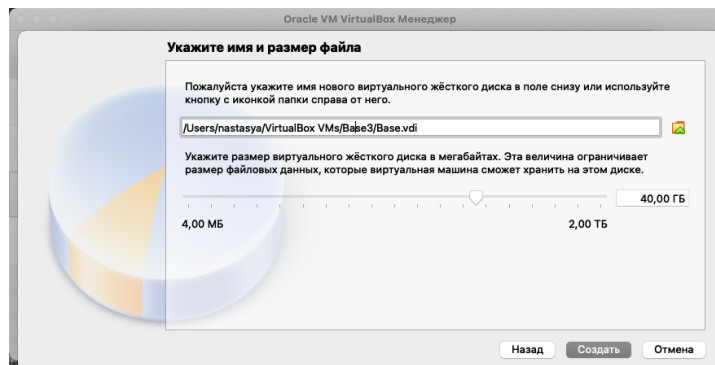 Oracle VM VirtualBox Менеджер
Укажите имя и размер файла
Пожалуйста укажите имя нового виртуального жёсткого диска в поле снизу или используйте
кнопку с иконкой папки справа от него.
/Users/nastasya/VirtualBox VMs/Base3/Base.vdi
Укажите размер виртуального жёсткого диска в мегабайтах. Эта величина ограничивает
размер файловых данных, которые виртуальная машина сможет хранить на этом диске.
40,00 ГБ
4,00 МБ 2,00 ТБ
Назад Создать Отмена